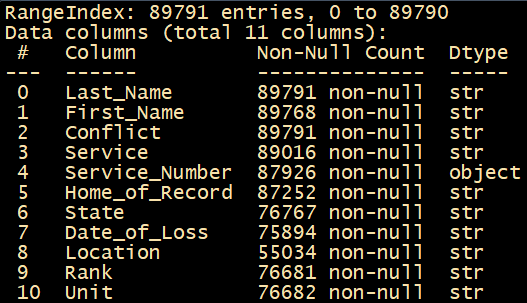 RangeIndex: 89791 entries, 0 to 89790
Data columns (total 11 columns):
 #   Column          Non-Null Count  Dtype
---  ------          --------------  -----
 0   Last_Name       89791 non-null  str
 1   First_Name      89768 non-null  str
 2   Conflict        89791 non-null  str
 3   Service         89016 non-null  str
 4   Service_Number  87926 non-null  object
 5   Home_of_Record  87252 non-null  str
 6   State           76767 non-null  str
 7   Date_of_Loss    75894 non-null  str
 8   Location        55034 non-null  str
 9   Rank            76681 non-null  str
 10  Unit            76682 non-null  str